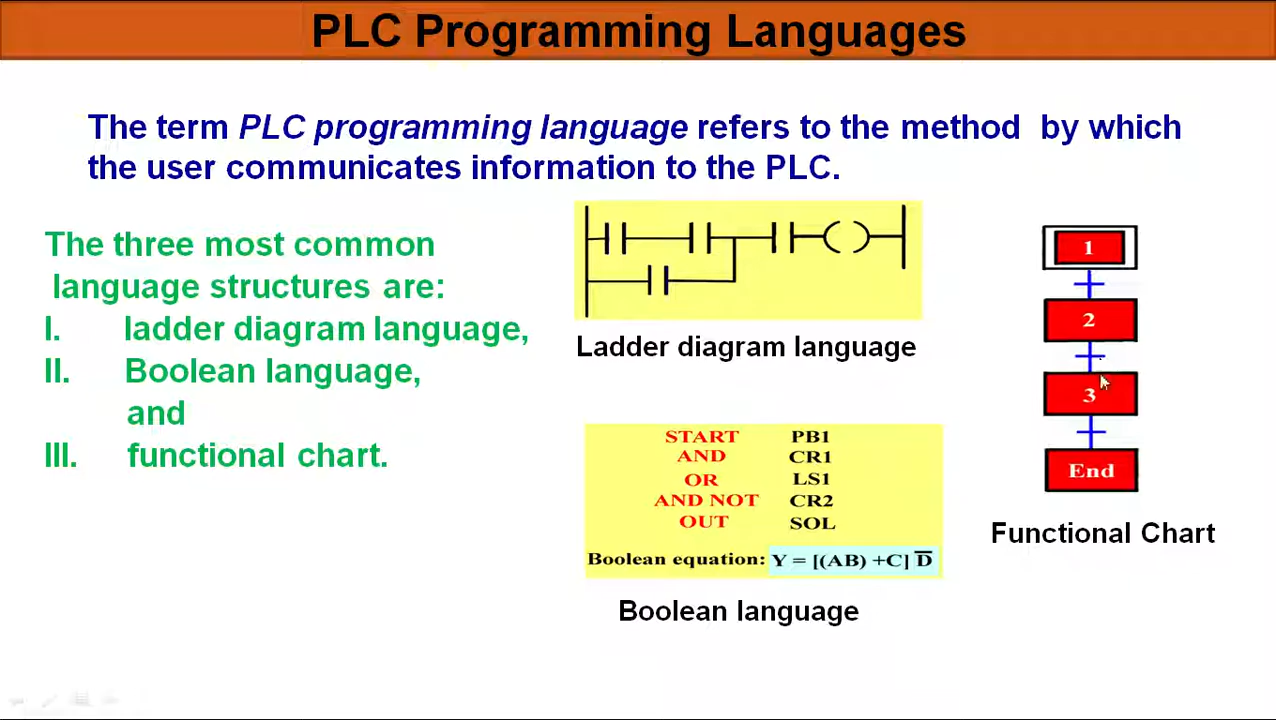 PLC Programming Languages
The term PLC programming language refers to the method by which
the user communicates information to the PLC.
The three most common
language structures are:
I. ladder diagram language,
II. Boolean language,
and
III. functional chart.
Ladder diagram language
START PB1
AND CR1
OR LS1
AND NOT CR2
OUT SOL
Boolean equation: Y = [(AB) +C] D̅
Boolean language
1
2
3
End
Functional Chart